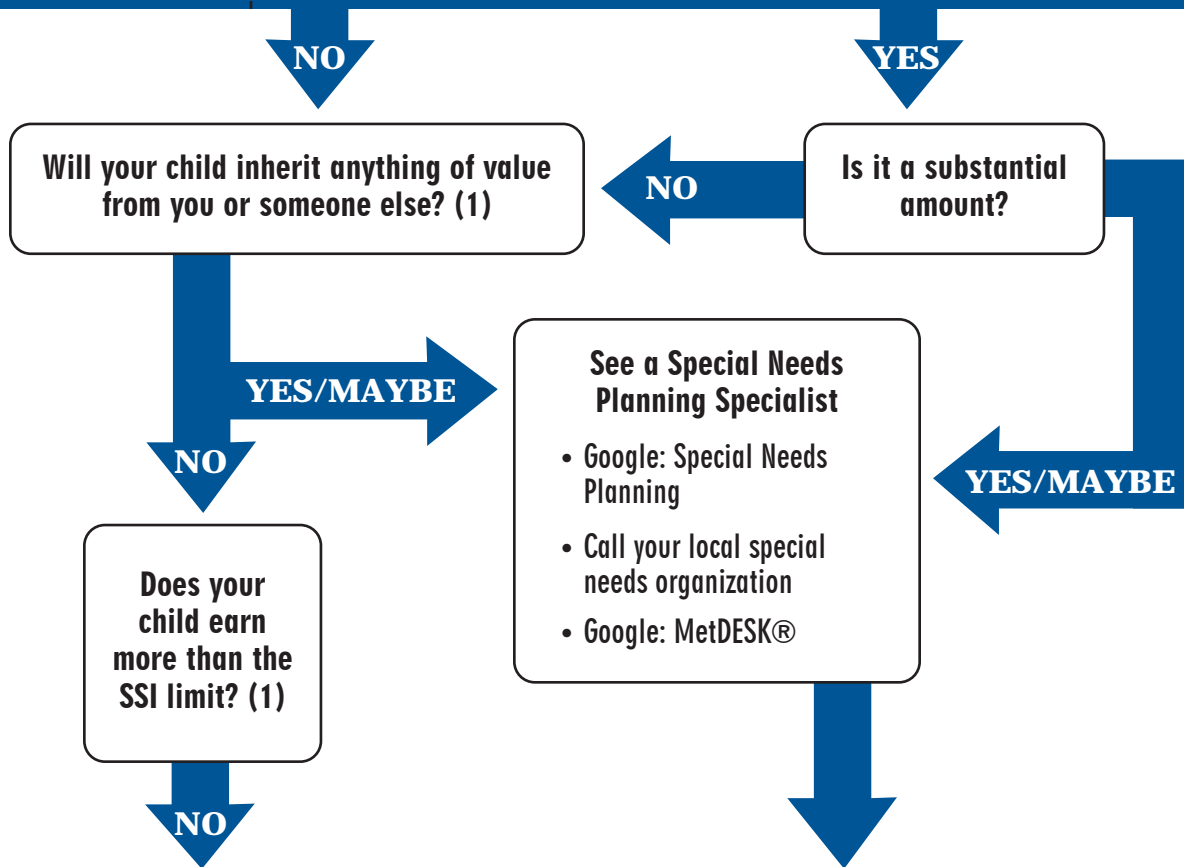 NO
YES
Will your child inherit anything of value
from you or someone else? (1)
NO
Is it a substantial
amount?
YES/MAYBE
NO
See a Special Needs
Planning Specialist
• Google: Special Needs
Planning
• Call your local special
needs organization
• Google: MetDESK®
YES/MAYBE
Does your
child earn
more than the
SSI limit? (1)
NO